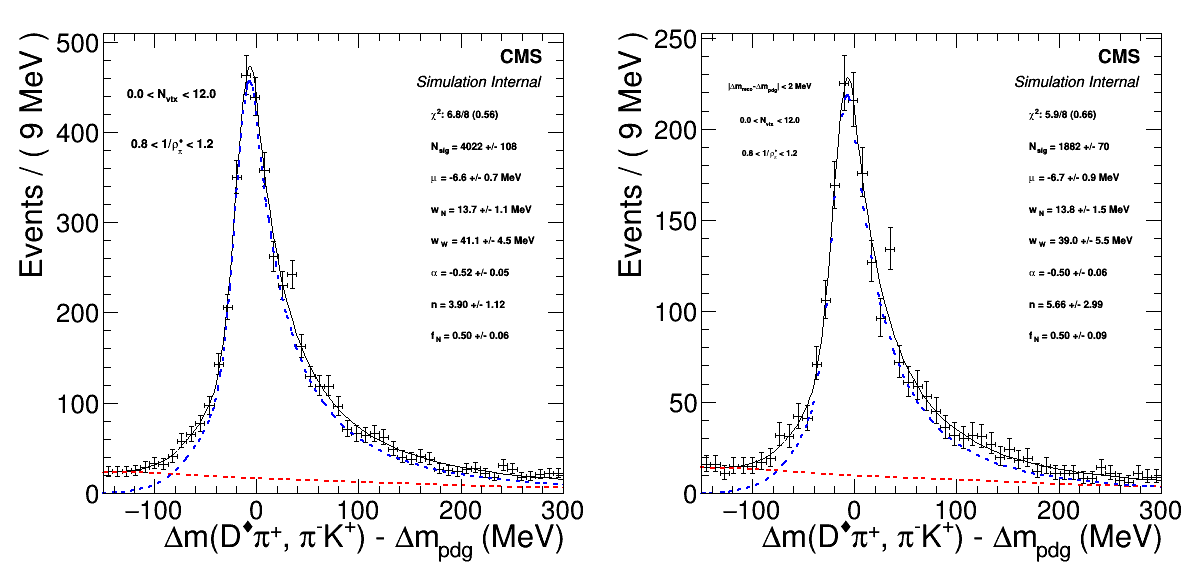 CMS
Simulation Internal
0.0 < N_vtx < 12.0
0.8 < 1/ρ*_π < 1.2
χ²: 6.8/8 (0.56)
N_sig = 4022 +/- 108
μ = -6.6 +/- 0.7 MeV
w_N = 13.7 +/- 1.1 MeV
w_W = 41.1 +/- 4.5 MeV
α = -0.52 +/- 0.05
n = 3.90 +/- 1.12
f_N = 0.50 +/- 0.06
Events / ( 9 MeV )
500
400
300
200
100
0
−100 0 100 200 300
Δm(D♦π⁺, π⁻K⁺) - Δm_pdg (MeV)
CMS
Simulation Internal
|Δm_reco-Δm_pdg| < 2 MeV
0.0 < N_vtx < 12.0
0.8 < 1/ρ*_π < 1.2
χ²: 5.9/8 (0.66)
N_sig = 1882 +/- 70
μ = -6.7 +/- 0.9 MeV
w_N = 13.8 +/- 1.5 MeV
w_W = 39.0 +/- 5.5 MeV
α = -0.50 +/- 0.06
n = 5.66 +/- 2.99
f_N = 0.50 +/- 0.09
Events / ( 9 MeV )
250
200
150
100
50
0
−100 0 100 200 300
Δm(D♦π⁺, π⁻K⁺) - Δm_pdg (MeV)